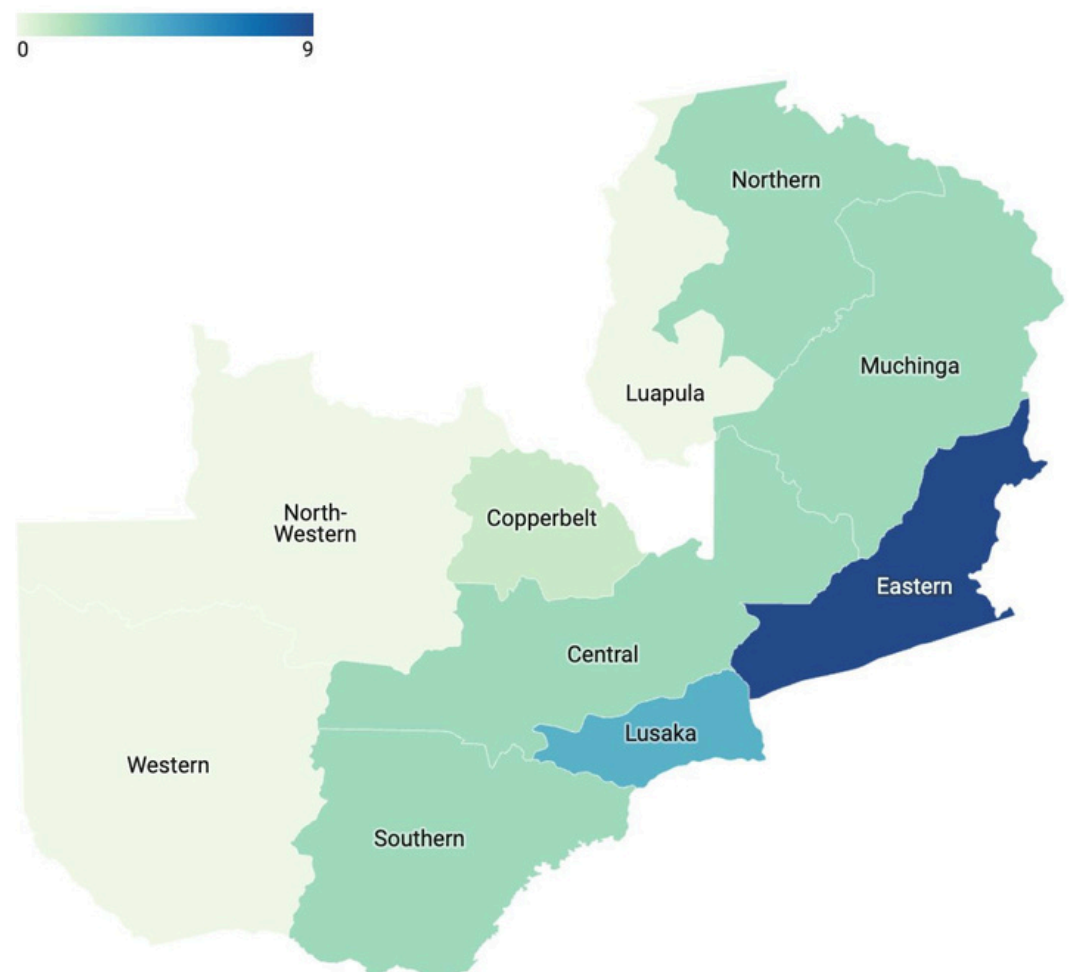 0
9
Northern
Muchinga
Luapula
North-
Western
Copperbelt
Eastern
Central
Lusaka
Western
Southern